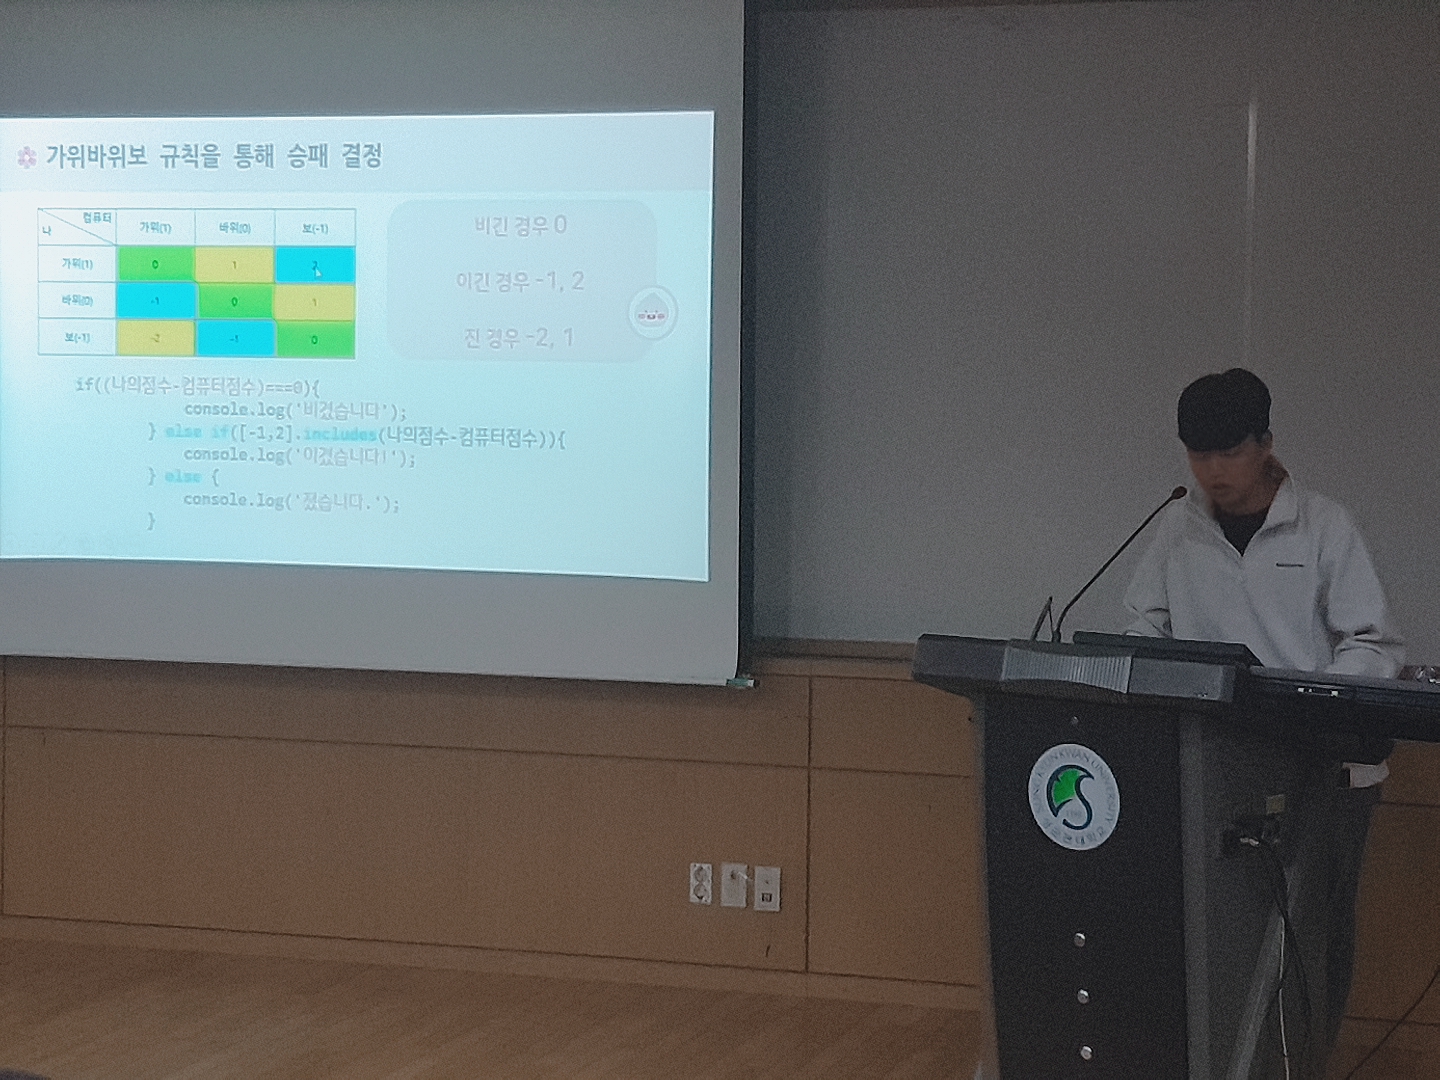 가위바위보 규칙을 통해 승패 결정
컴퓨터
나
가위(1) 바위(0) 보(-1)
가위(1) 0 1 2
바위(0) -1 0 1
보(-1) -2 -1 0
비긴 경우 0
이긴 경우 -1, 2
진 경우 -2, 1
if((나의점수-컴퓨터점수)===0){
console.log('비겼습니다');
} else if([-1,2].includes(나의점수-컴퓨터점수)){
console.log('이겼습니다!');
} else {
console.log('졌습니다.');
}
SUNG KYUN KWAN UNIVERSITY